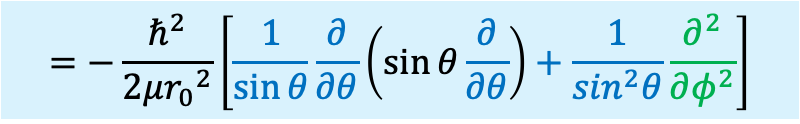 = − ħ² / 2μr₀² [ 1 / sin θ ∂ / ∂θ ( sin θ ∂ / ∂θ ) + 1 / sin²θ ∂² / ∂ϕ² ]